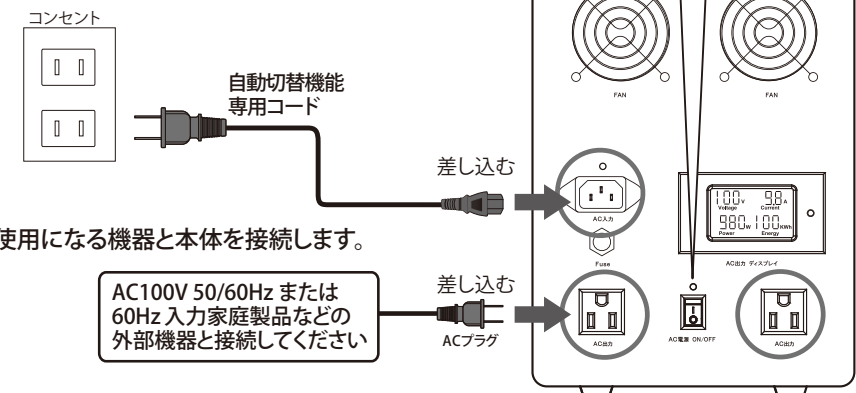 コンセント
自動切替機能
専用コード
差し込む
FAN
FAN
AC入力
Fuse
100V
Voltage
9.8A
Current
980W
Power
100KWh
Energy
AC出力 ディスプレイ
使用になる機器と本体を接続します。
AC100V 50/60Hz または
60Hz 入力家庭製品などの
外部機器と接続してください
差し込む
ACプラグ
AC出力
AC電源 ON/OFF
AC出力